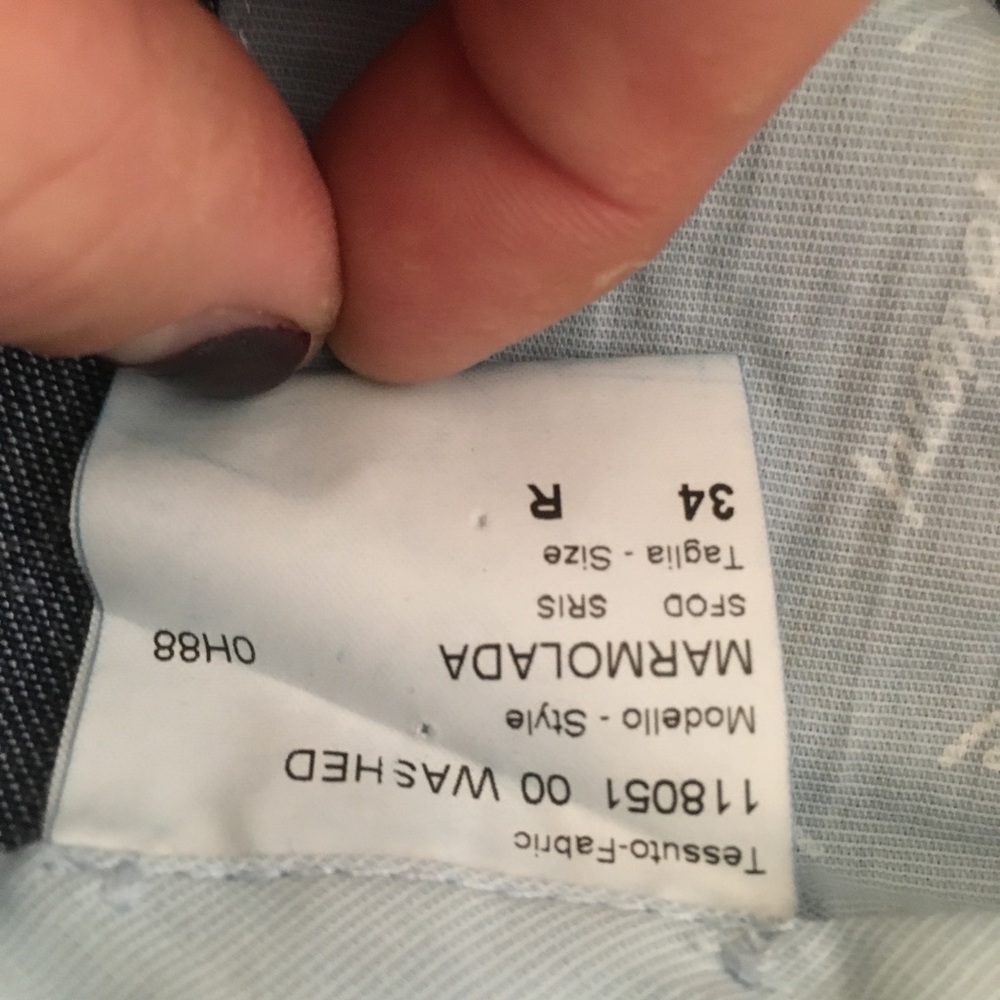 Tessuto-Fabric
118051 00 WASHED
Modello - Style
MARMOLADA 0H88
SFOD SRIS
Taglia - Size
34 R